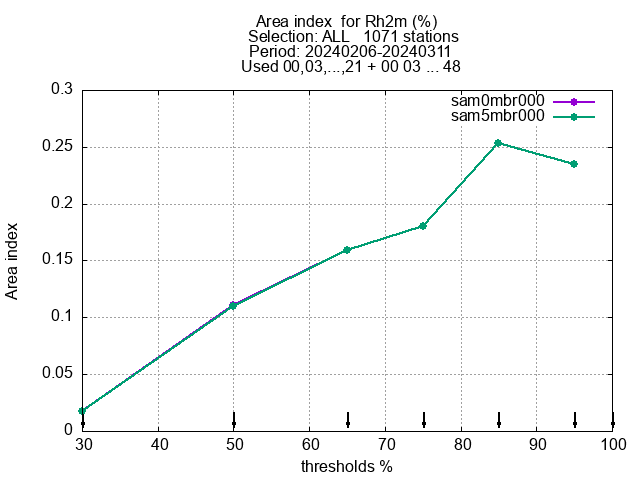 Area index  for Rh2m (%)
Selection: ALL   1071 stations
Period: 20240206-20240311
Used 00,03,...,21 + 00 03 ... 48
sam0mbr000
sam5mbr000
0.3
0.25
0.2
0.15
0.1
0.05
0
Area index
30 40 50 60 70 80 90 100
thresholds %